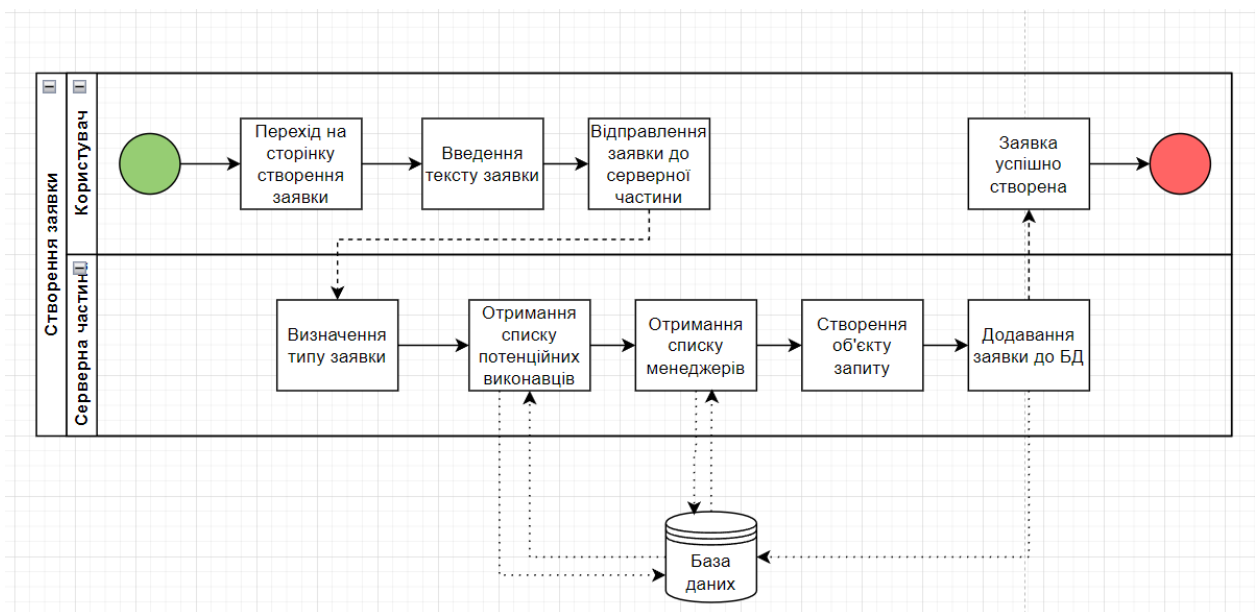 Створення заявки
Користувач
Перехід на
сторінку
створення
заявки
Введення
тексту заявки
Відправлення
заявки до
серверної
частини
Заявка
успішно
створена
Серверна частина
Визначення
типу заявки
Отримання
списку
потенційних
виконавців
Отримання
списку
менеджерів
Створення
об'єкту
запиту
Додавання
заявки до БД
База
даних